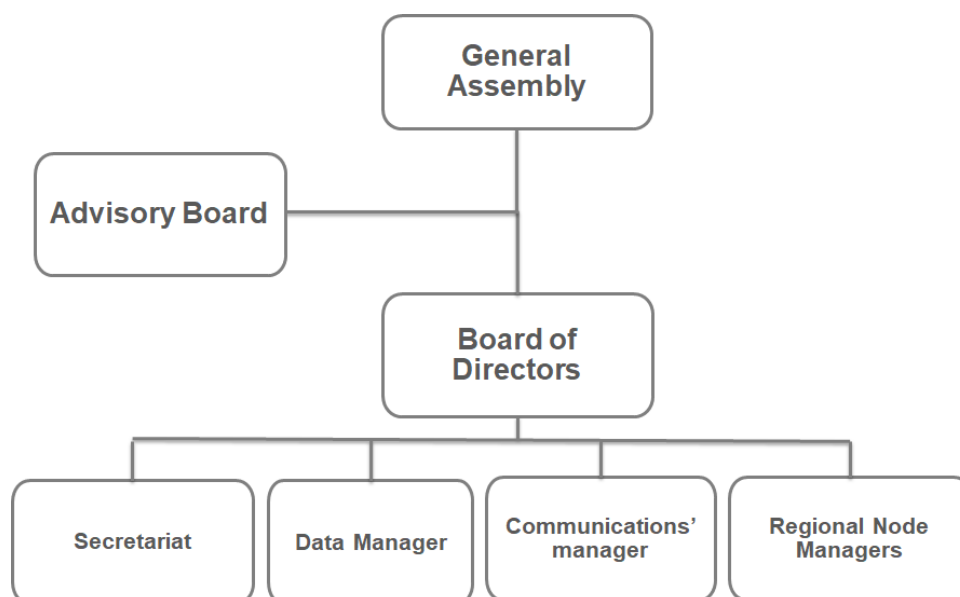 General
Assembly
Advisory Board
Board of
Directors
Secretariat
Data Manager
Communications’
manager
Regional Node
Managers